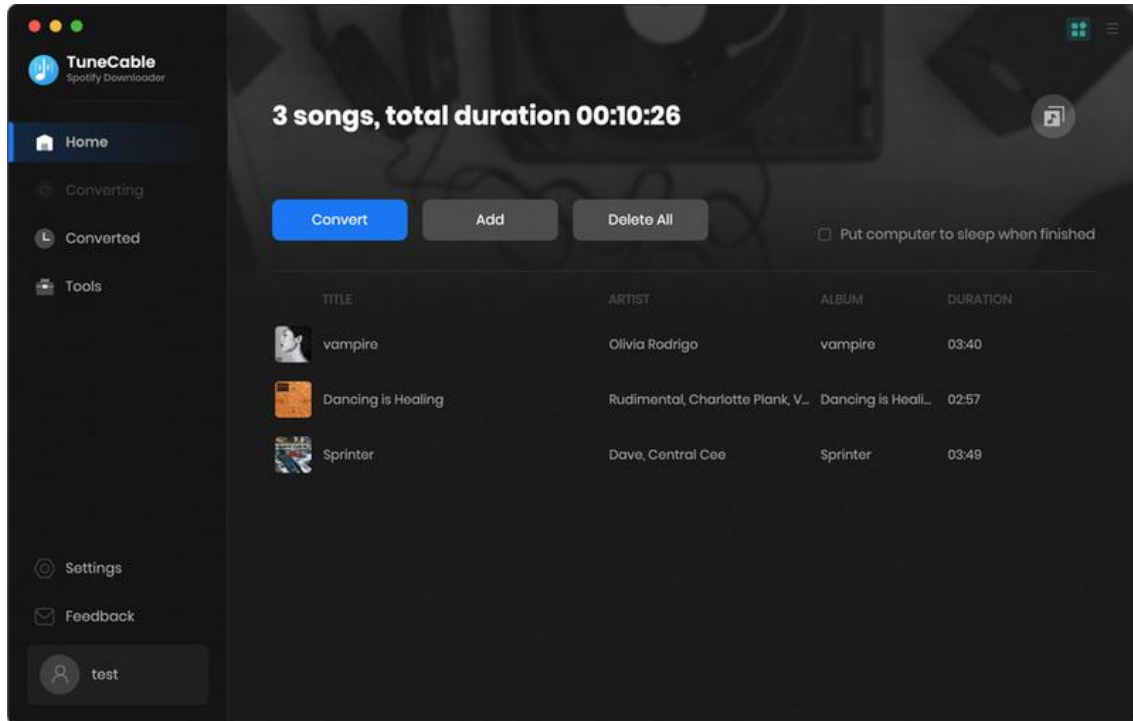 TuneCable
Spotify Downloader
Home
Converting
Converted
Tools
Settings
Feedback
test
3 songs, total duration 00:10:26
Convert Add Delete All
Put computer to sleep when finished
TITLE ARTIST ALBUM DURATION
vampire Olivia Rodrigo vampire 03:40
Dancing is Healing Rudimental, Charlotte Plank, V... Dancing is Heali... 02:57
Sprinter Dave, Central Cee Sprinter 03:49